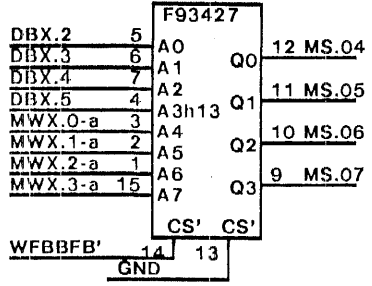 F93427
DBX.2 5 A0 Q0 12 MS.04
DBX.3 6 A1
DBX.4 7 A2 Q1 11 MS.05
DBX.5 4 A3 h13
MWX.0-a 3 A4 Q2 10 MS.06
MWX.1-a 2 A5
MWX.2-a 1 A6 Q3 9 MS.07
MWX.3-a 15 A7
CS' CS'
WFBBFB' 14 13
GND